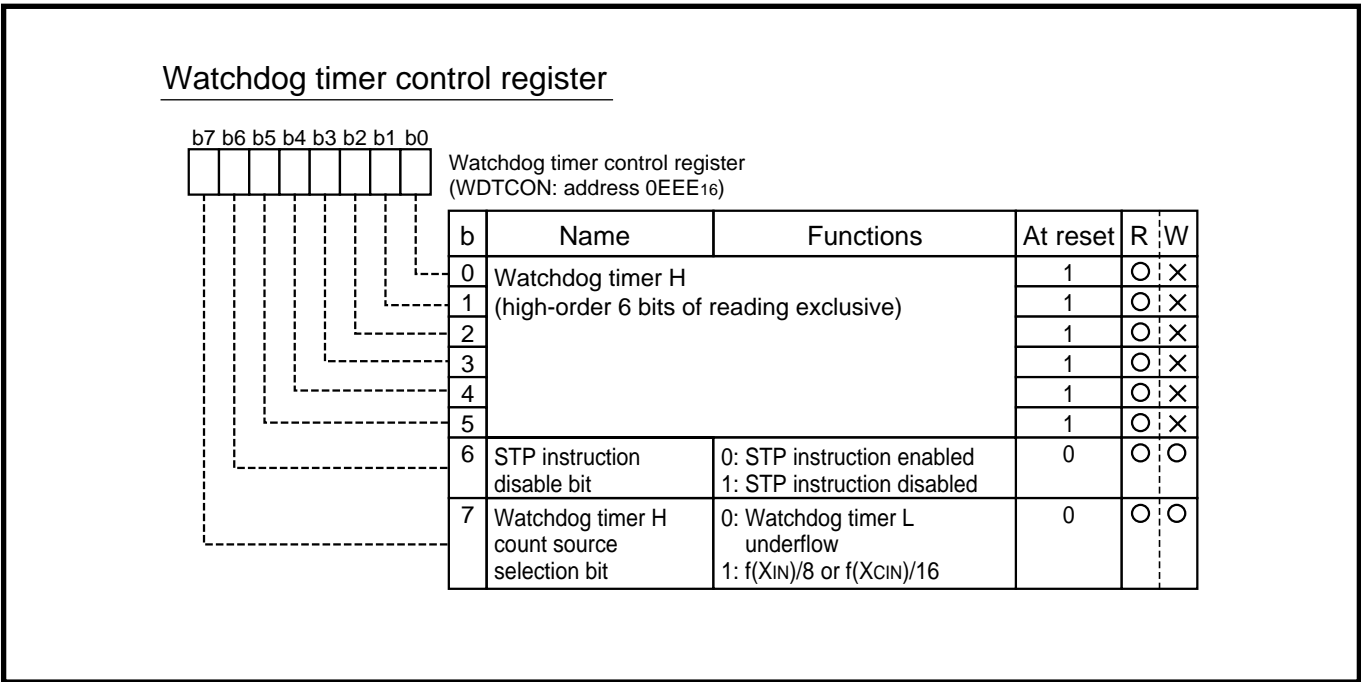 Watchdog timer control register
b7 b6 b5 b4 b3 b2 b1 b0
Watchdog timer control register
(WDTCON: address 0EEE16)
b Name Functions At reset R W
0 Watchdog timer H 1 O X
1 (high-order 6 bits of reading exclusive) 1 O X
2 1 O X
3 1 O X
4 1 O X
5 1 O X
6 STP instruction 0: STP instruction enabled 0 O O
disable bit 1: STP instruction disabled
7 Watchdog timer H 0: Watchdog timer L 0 O O
count source underflow
selection bit 1: f(XIN)/8 or f(XCIN)/16